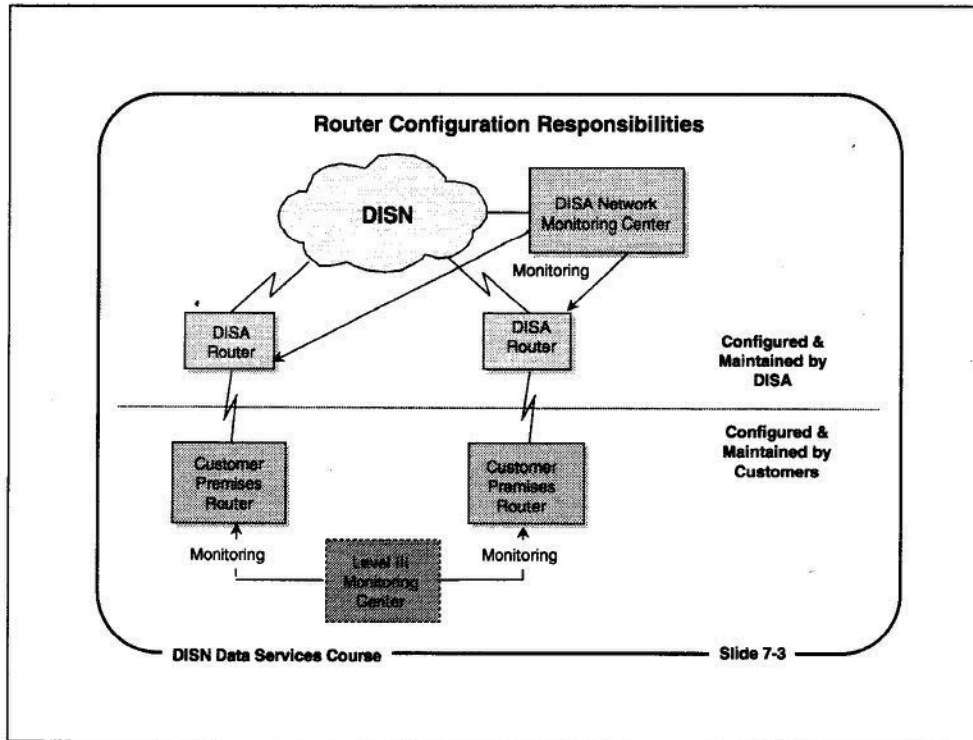 Router Configuration Responsibilities
DISN
DISA Network
Monitoring Center
Monitoring
DISA
Router
DISA
Router
Configured &
Maintained by
DISA
Configured &
Maintained by
Customers
Customer
Premises
Router
Customer
Premises
Router
Monitoring
Monitoring
Level III
Monitoring
Center
DISN Data Services Course
Slide 7-3